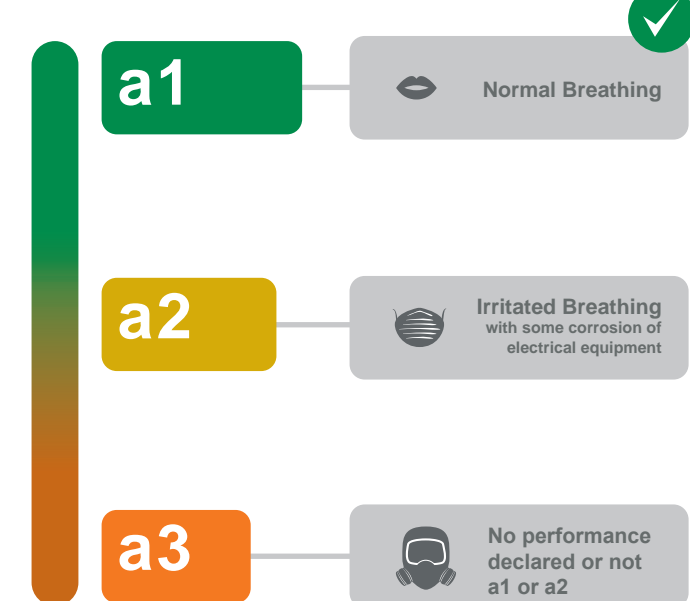 a1
Normal Breathing
a2
Irritated Breathing
with some corrosion of
electrical equipment
a3
No performance
declared or not
a1 or a2